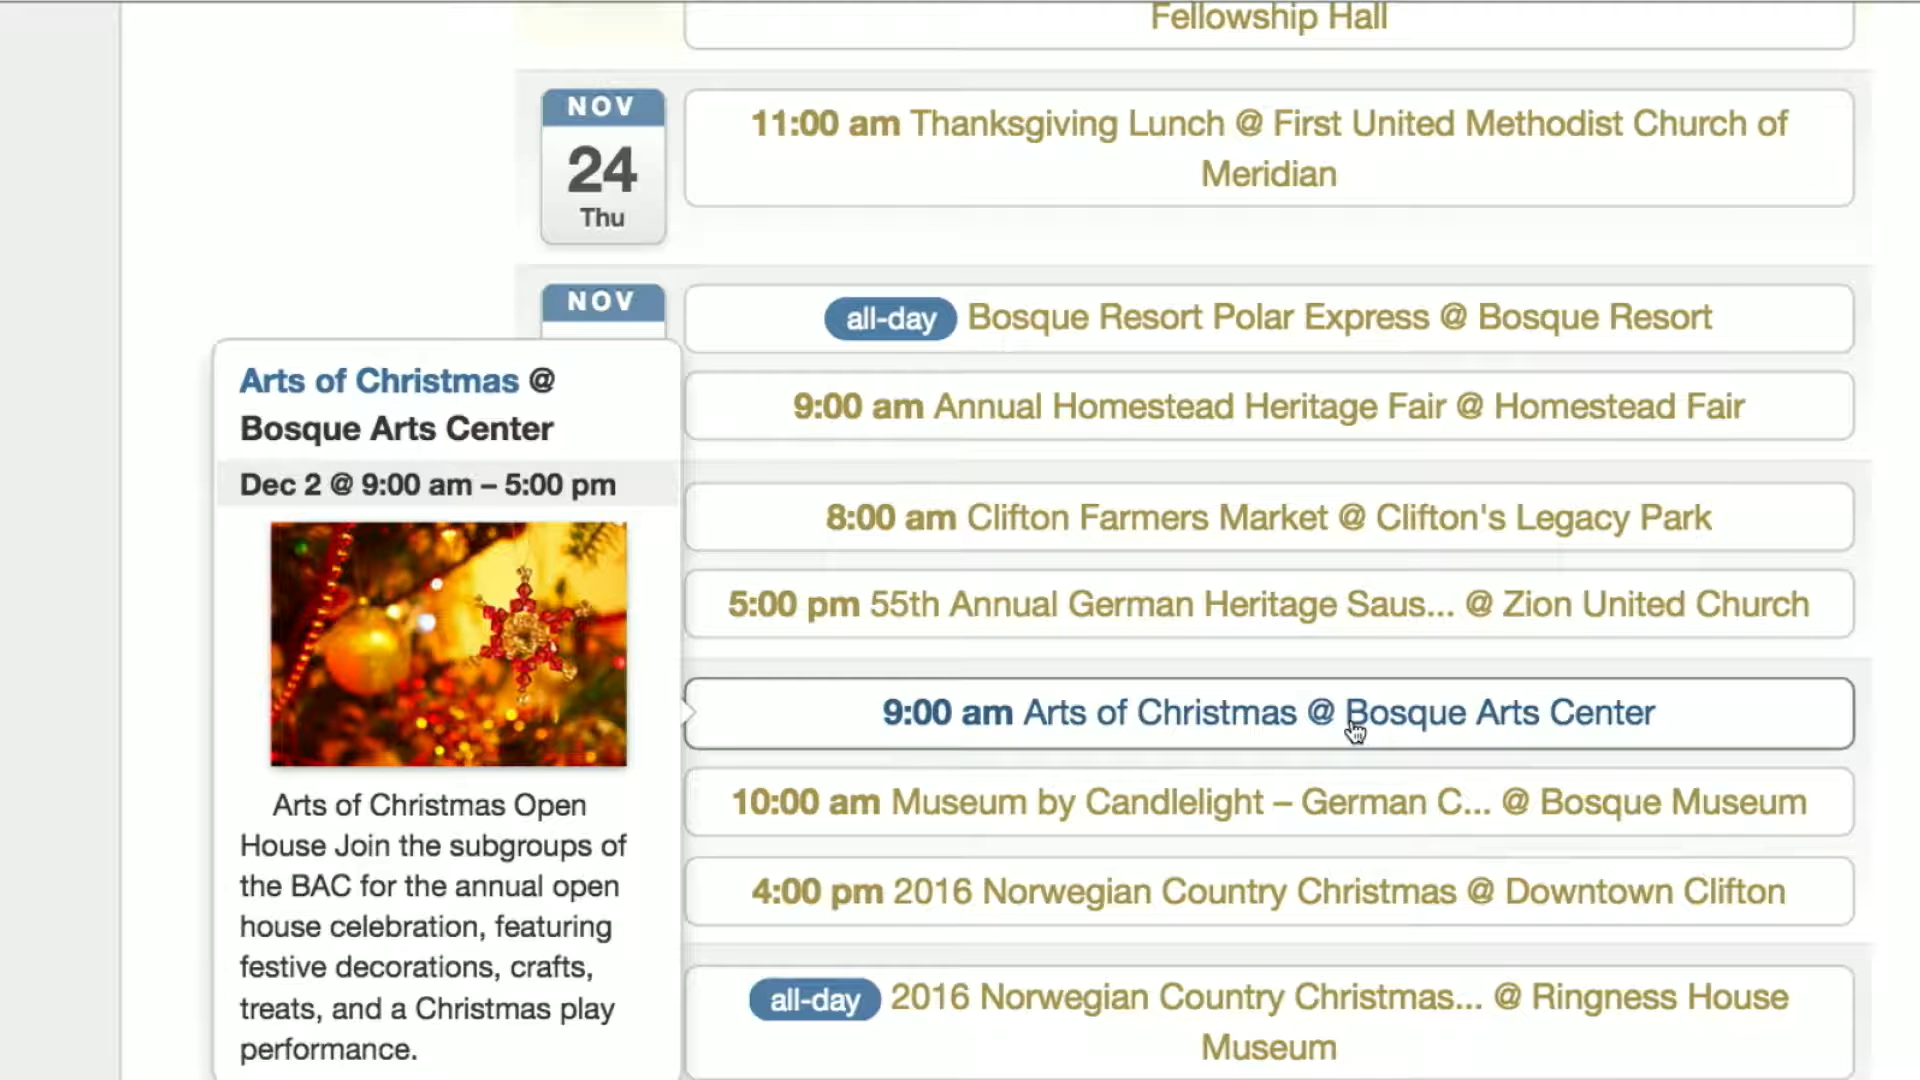 Fellowship Hall
NOV
24
Thu
11:00 am Thanksgiving Lunch @ First United Methodist Church of
Meridian
NOV
all-day Bosque Resort Polar Express @ Bosque Resort
9:00 am Annual Homestead Heritage Fair @ Homestead Fair
8:00 am Clifton Farmers Market @ Clifton's Legacy Park
5:00 pm 55th Annual German Heritage Saus... @ Zion United Church
9:00 am Arts of Christmas @ Bosque Arts Center
10:00 am Museum by Candlelight – German C... @ Bosque Museum
4:00 pm 2016 Norwegian Country Christmas @ Downtown Clifton
all-day 2016 Norwegian Country Christmas... @ Ringness House
Museum
Arts of Christmas @
Bosque Arts Center
Dec 2 @ 9:00 am – 5:00 pm
Arts of Christmas Open
House Join the subgroups of
the BAC for the annual open
house celebration, featuring
festive decorations, crafts,
treats, and a Christmas play
performance.